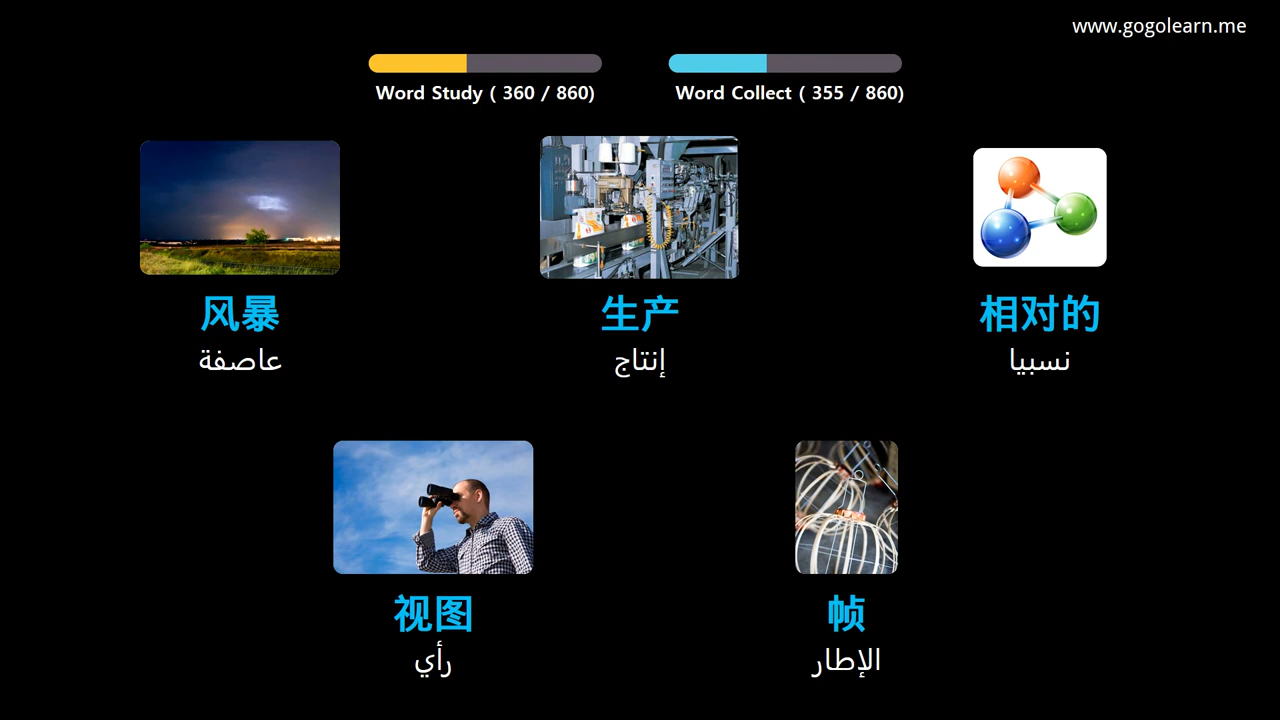 www.gogolearn.me
Word Study ( 360 / 860)
Word Collect ( 355 / 860)
风暴
عاصفة
生产
إنتاج
相对的
نسبيا
视图
رأي
帧
الإطار